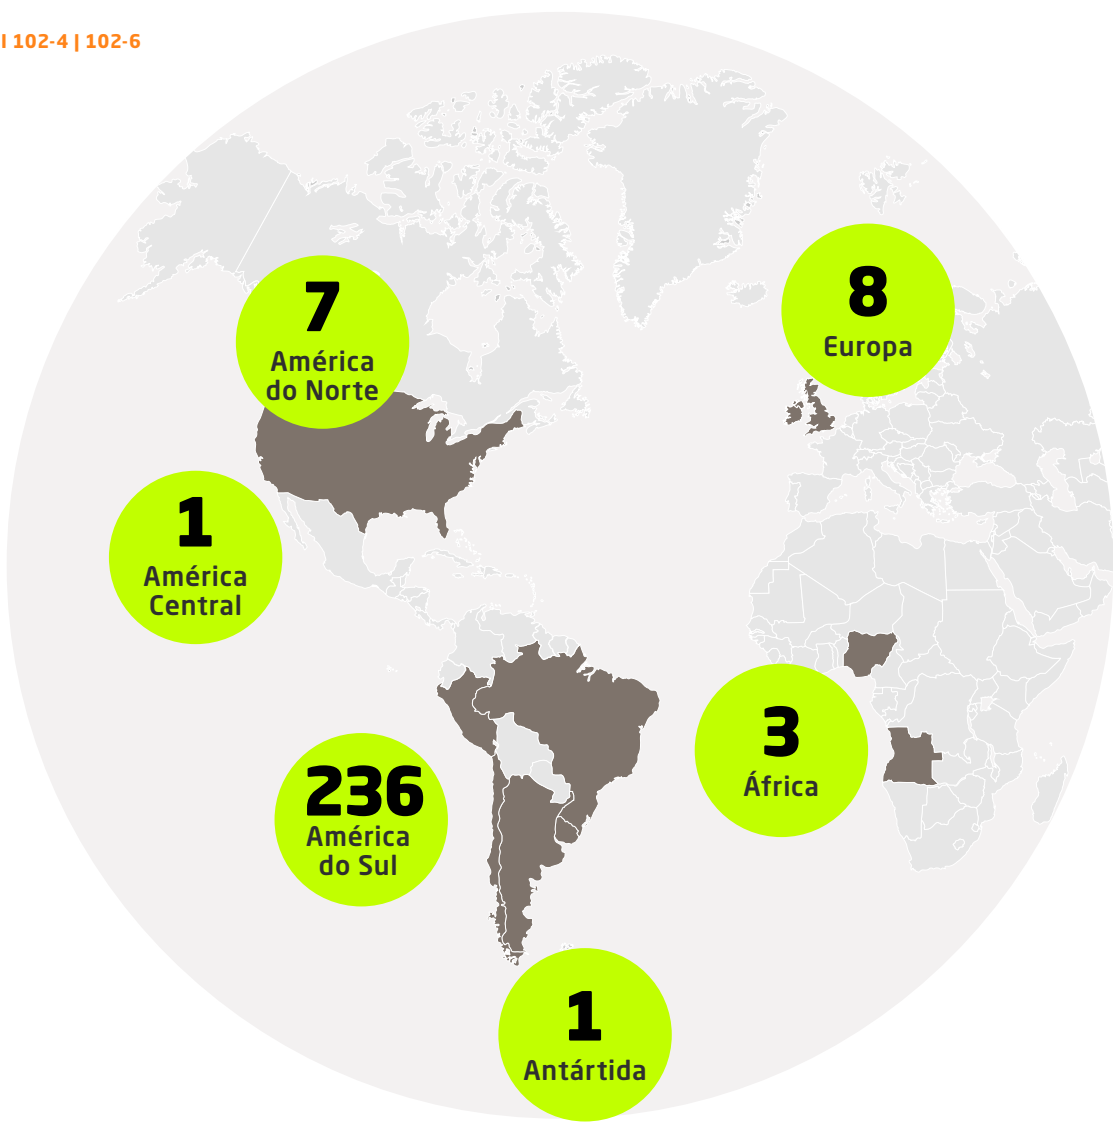 I 102-4 | 102-6
7
América
do Norte
8
Europa
1
América
Central
3
África
236
América
do Sul
1
Antártida